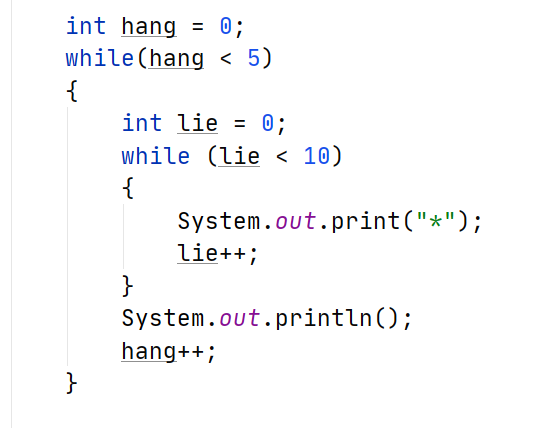 int hang = 0;
while(hang < 5)
{
    int lie = 0;
    while (lie < 10)
    {
        System.out.print("*");
        lie++;
    }
    System.out.println();
    hang++;
}